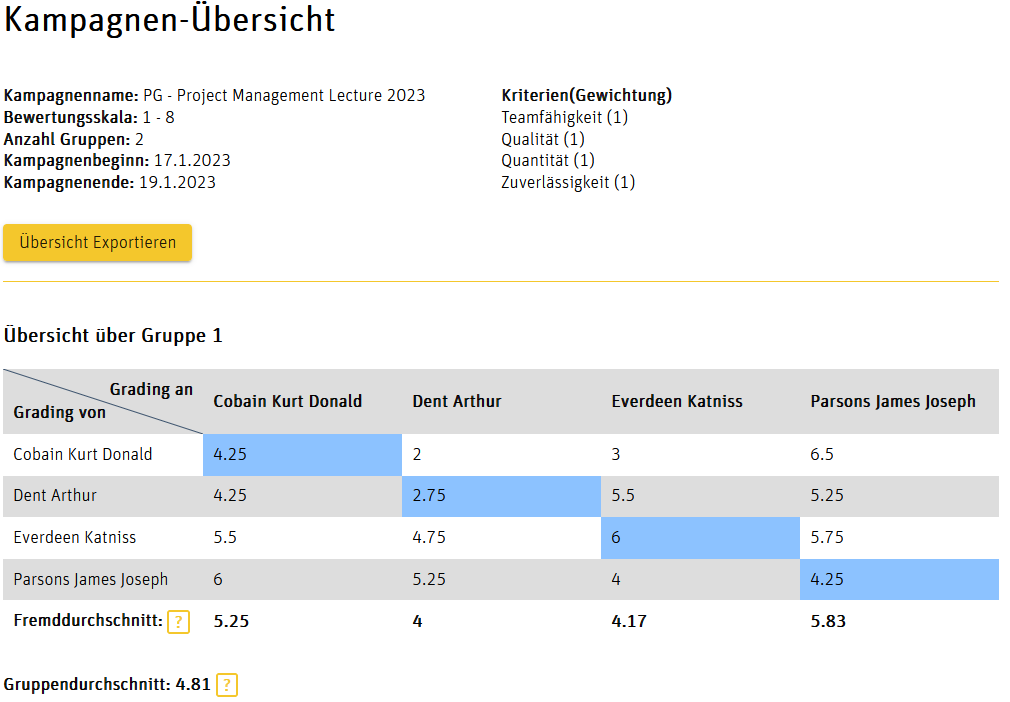 Kampagnen-Übersicht
Kampagnenname: PG - Project Management Lecture 2023
Bewertungsskala: 1 - 8
Anzahl Gruppen: 2
Kampagnenbeginn: 17.1.2023
Kampagnenende: 19.1.2023
Kriterien(Gewichtung)
Teamfähigkeit (1)
Qualität (1)
Quantität (1)
Zuverlässigkeit (1)
Übersicht Exportieren
Übersicht über Gruppe 1
Grading an
Grading von
Cobain Kurt Donald Dent Arthur Everdeen Katniss Parsons James Joseph
Cobain Kurt Donald 4.25 2 3 6.5
Dent Arthur 4.25 2.75 5.5 5.25
Everdeen Katniss 5.5 4.75 6 5.75
Parsons James Joseph 6 5.25 4 4.25
Fremddurchschnitt: ? 5.25 4 4.17 5.83
Gruppendurchschnitt: 4.81 ?